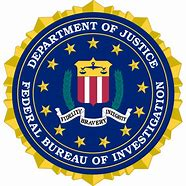 DEPARTMENT OF JUSTICE
FIDELITY BRAVERY INTEGRITY
FEDERAL BUREAU OF INVESTIGATION